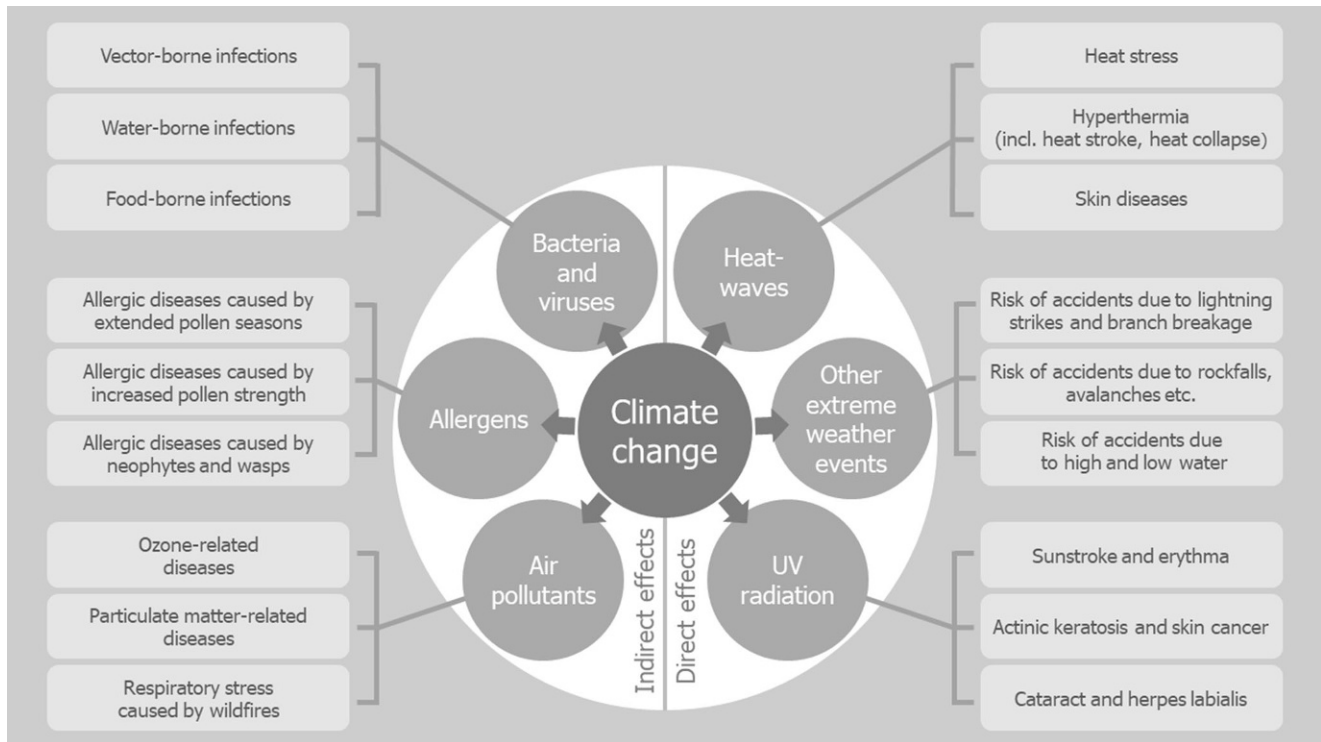 Vector-borne infections
Water-borne infections
Food-borne infections
Allergic diseases caused by
extended pollen seasons
Allergic diseases caused by
increased pollen strength
Allergic diseases caused by
neophytes and wasps
Ozone-related
diseases
Particulate matter-related
diseases
Respiratory stress
caused by wildfires
Bacteria
and
viruses
Allergens
Air
pollutants
Climate
change
Indirect effects
Direct effects
Heat-
waves
Other
extreme
weather
events
UV
radiation
Heat stress
Hyperthermia
(incl. heat stroke, heat collapse)
Skin diseases
Risk of accidents due to lightning
strikes and branch breakage
Risk of accidents due to rockfalls,
avalanches etc.
Risk of accidents due
to high and low water
Sunstroke and erythma
Actinic keratosis and skin cancer
Cataract and herpes labialis